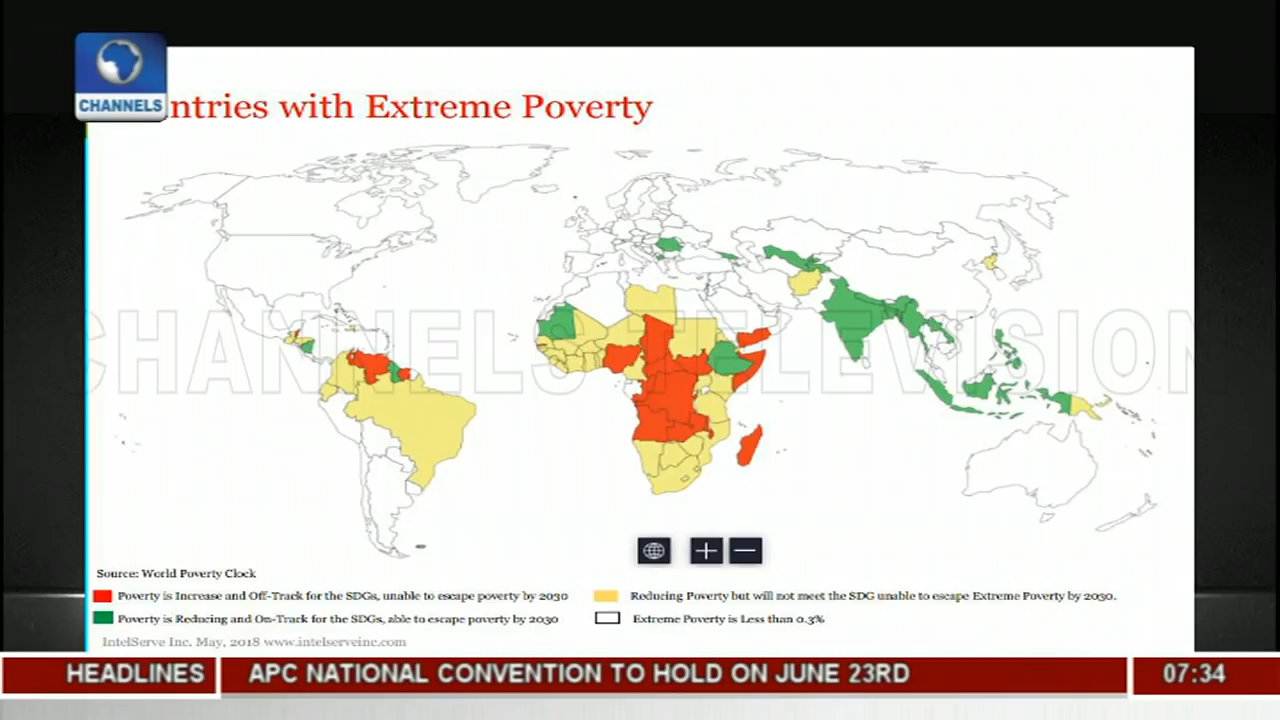 CHANNELS
ntries with Extreme Poverty
CHANNELS TELEVISION
Source: World Poverty Clock
Poverty is Increase and Off-Track for the SDGs, unable to escape poverty by 2030
Reducing Poverty but will not meet the SDG unable to escape Extreme Poverty by 2030.
Poverty is Reducing and On-Track for the SDGs, able to escape poverty by 2030
Extreme Poverty is Less than 0.3%
IntelServe Inc. May, 2018 www.intelserveinc.com
HEADLINES
APC NATIONAL CONVENTION TO HOLD ON JUNE 23RD
07:34